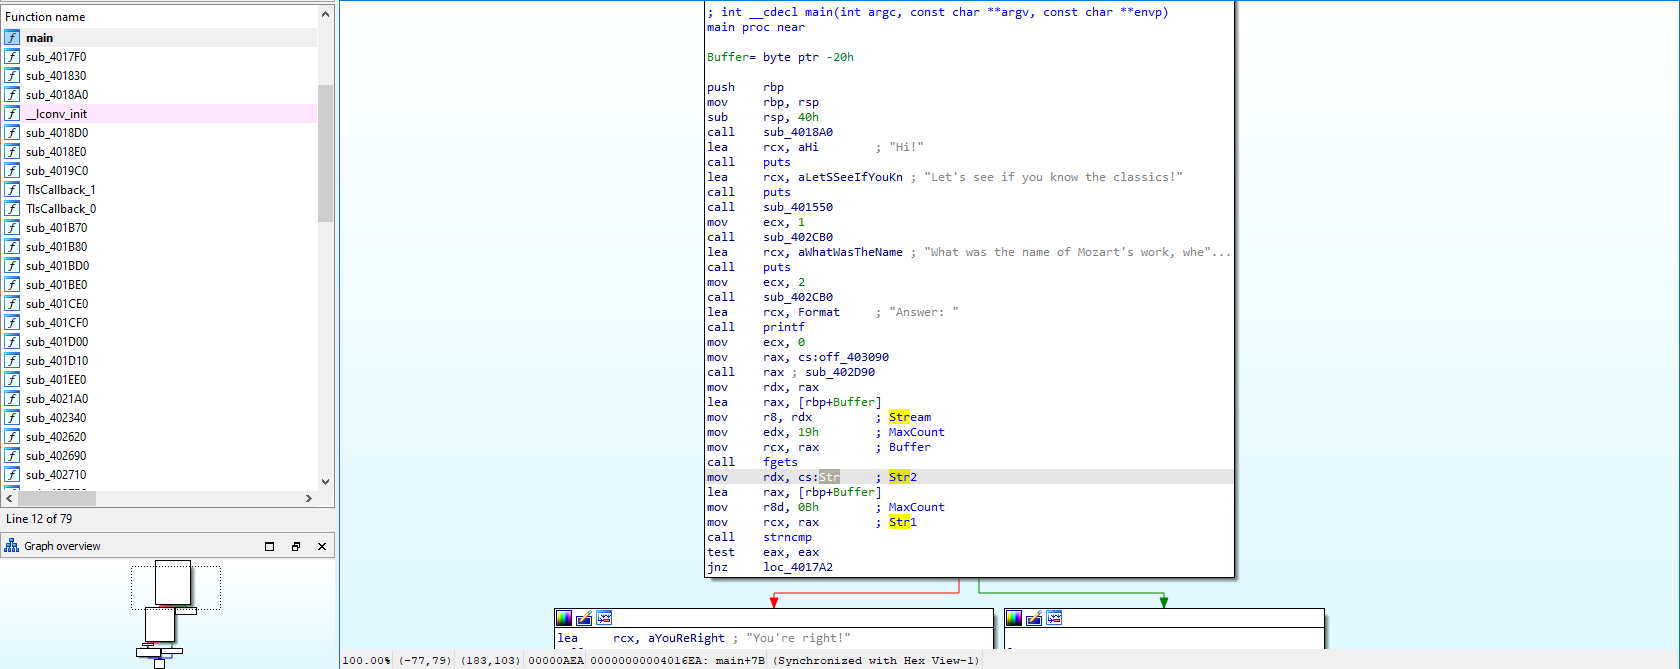 Function name
main
sub_4017F0
sub_401830
sub_4018A0
__lconv_init
sub_4018D0
sub_4018E0
sub_4019C0
TlsCallback_1
TlsCallback_0
sub_401B70
sub_401B80
sub_401BD0
sub_401BE0
sub_401CE0
sub_401CF0
sub_401D00
sub_401D10
sub_401EE0
sub_4021A0
sub_402340
sub_402620
sub_402690
sub_402710
Line 12 of 79
Graph overview
; int __cdecl main(int argc, const char **argv, const char **envp)
main proc near
Buffer= byte ptr -20h
push rbp
mov rbp, rsp
sub rsp, 40h
call sub_4018A0
lea rcx, aHi ; "Hi!"
call puts
lea rcx, aLetSSeeIfYouKn ; "Let's see if you know the classics!"
call puts
call sub_401550
mov ecx, 1
call sub_402CB0
lea rcx, aWhatWasTheName ; "What was the name of Mozart's work, whe"...
call puts
mov ecx, 2
call sub_402CB0
lea rcx, Format ; "Answer: "
call printf
mov ecx, 0
mov rax, cs:off_403090
call rax ; sub_402D90
mov rdx, rax
lea rax, [rbp+Buffer]
mov r8, rdx ; Stream
mov edx, 19h ; MaxCount
mov rcx, rax ; Buffer
call fgets
mov rdx, cs:Str ; Str2
lea rax, [rbp+Buffer]
mov r8d, 0Bh ; MaxCount
mov rcx, rax ; Str1
call strncmp
test eax, eax
jnz loc_4017A2
lea rcx, aYouReRight ; "You're right!"
100.00% (-77,79) (183,103) 00000AEA 00000000004016EA: main+7B (Synchronized with Hex View-1)